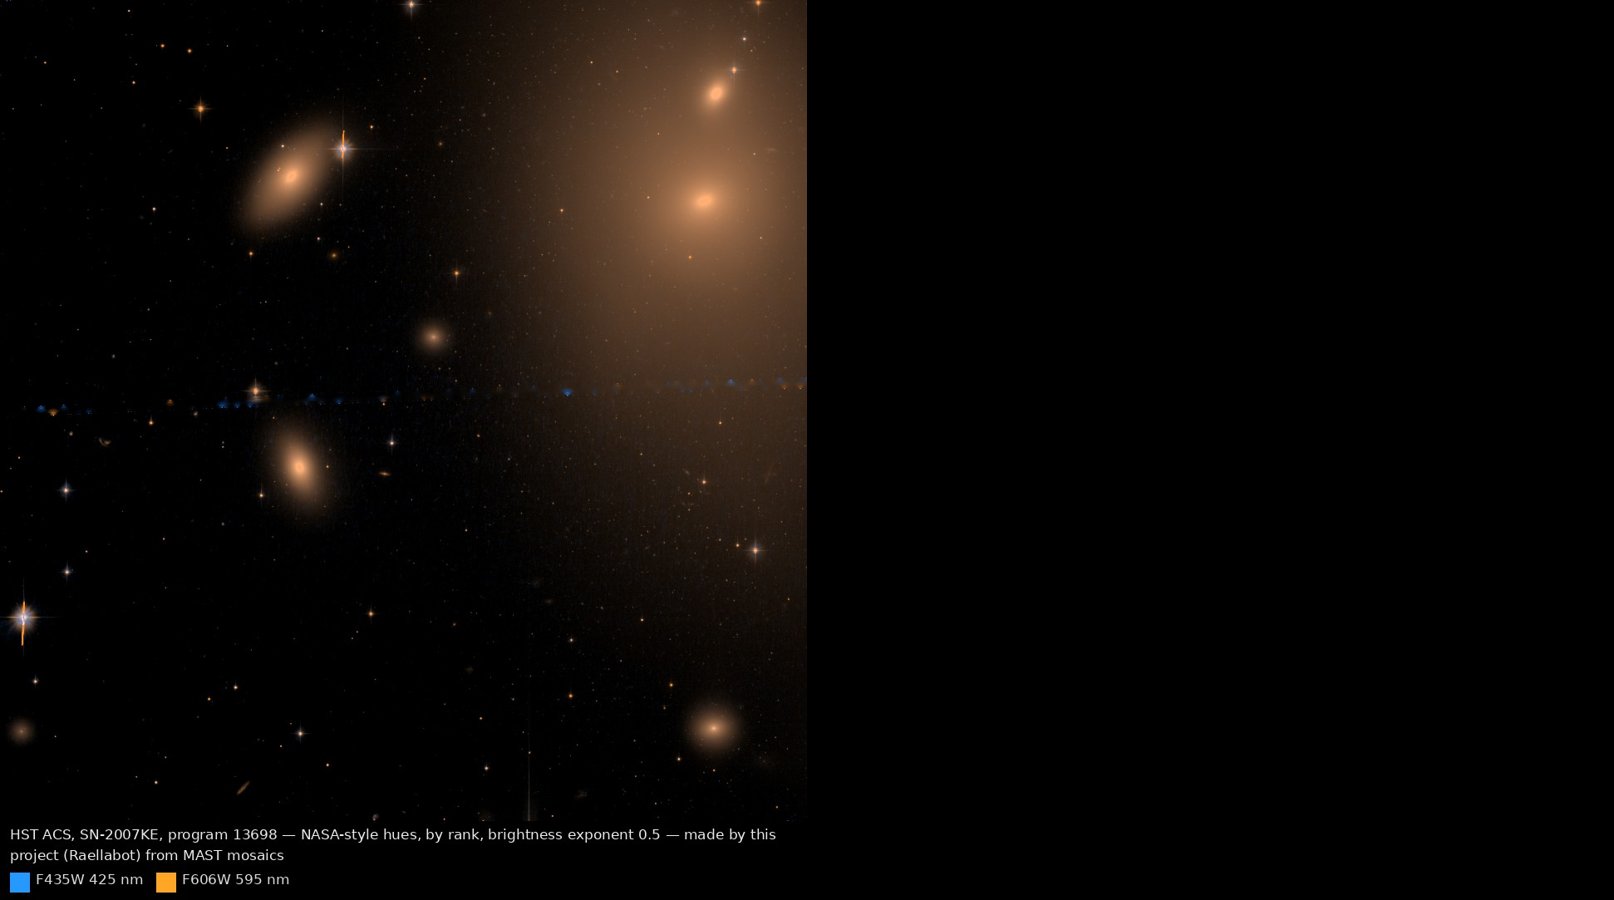 HST ACS, SN-2007KE, program 13698 — NASA-style hues, by rank, brightness exponent 0.5 — made by this
project (Raellabot) from MAST mosaics
F435W 425 nm F606W 595 nm